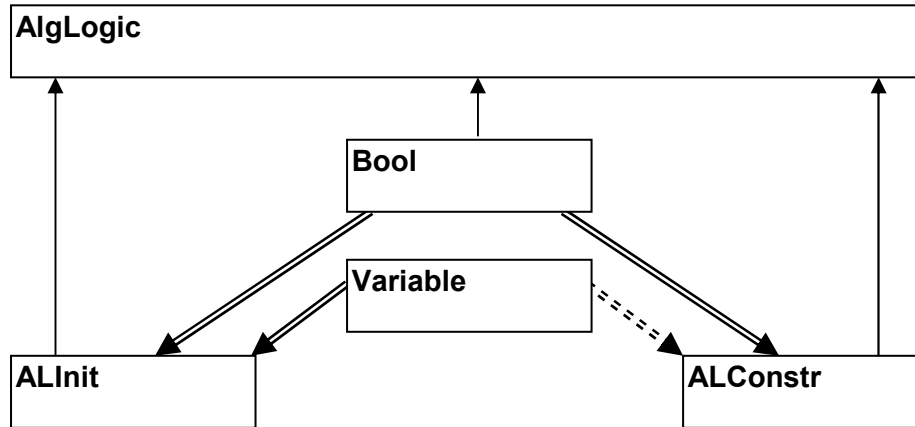 AlgLogic
Bool
Variable
ALInit
ALConstr